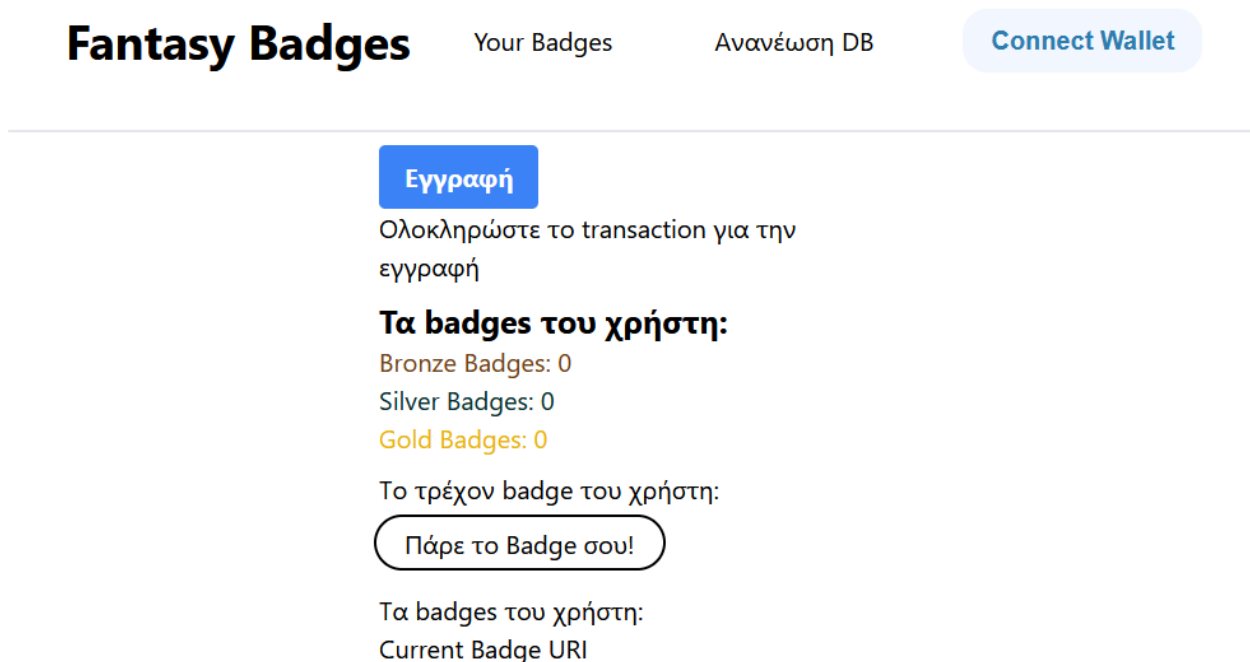 Fantasy Badges Your Badges Ανανέωση DB Connect Wallet
Εγγραφή
Ολοκληρώστε το transaction για την
εγγραφή
Τα badges του χρήστη:
Bronze Badges: 0
Silver Badges: 0
Gold Badges: 0
Το τρέχον badge του χρήστη:
Πάρε το Badge σου!
Τα badges του χρήστη:
Current Badge URI